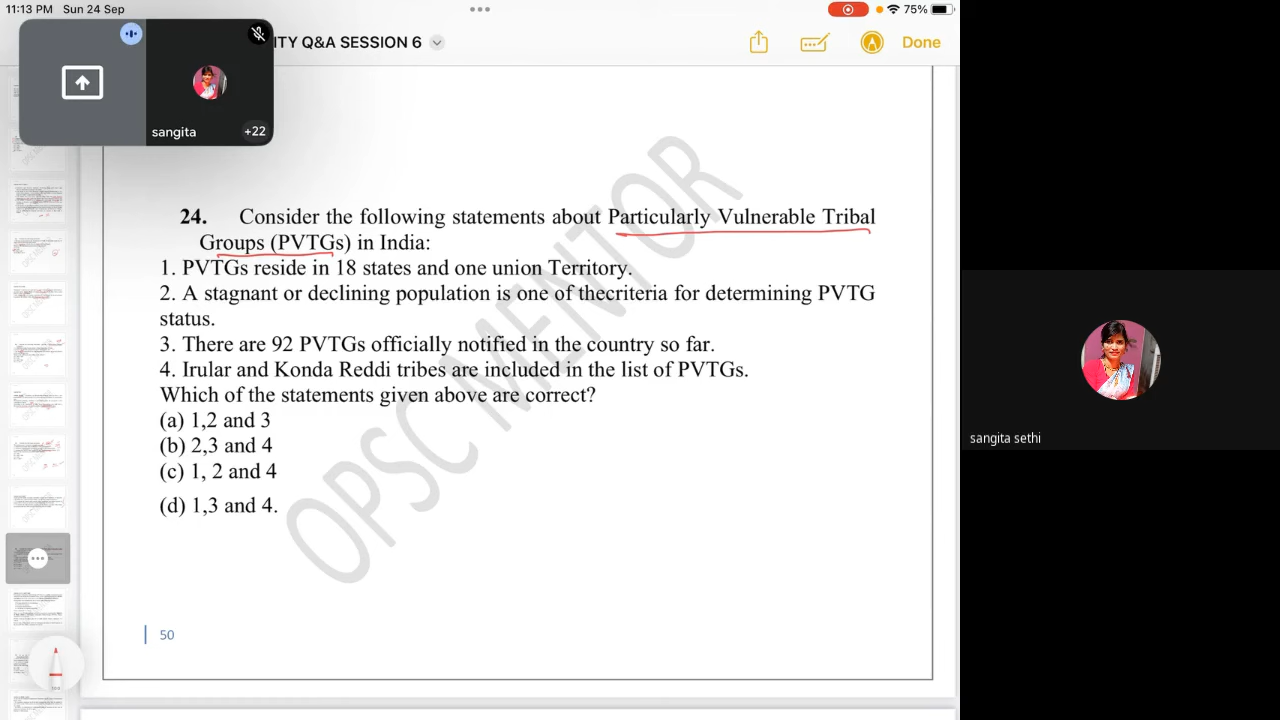 11:13 PM Sun 24 Sep
75%
ITY Q&A SESSION 6
Done
sangita
+22
24. Consider the following statements about Particularly Vulnerable Tribal
Groups (PVTGs) in India:
1. PVTGs reside in 18 states and one union Territory.
2. A stagnant or declining population is one of thecriteria for determining PVTG
status.
3. There are 92 PVTGs officially notified in the country so far.
4. Irular and Konda Reddi tribes are included in the list of PVTGs.
Which of the statements given above are correct?
(a) 1,2 and 3
(b) 2,3 and 4
(c) 1, 2 and 4
(d) 1,3 and 4.
OPSC MENTOR
50
sangita sethi